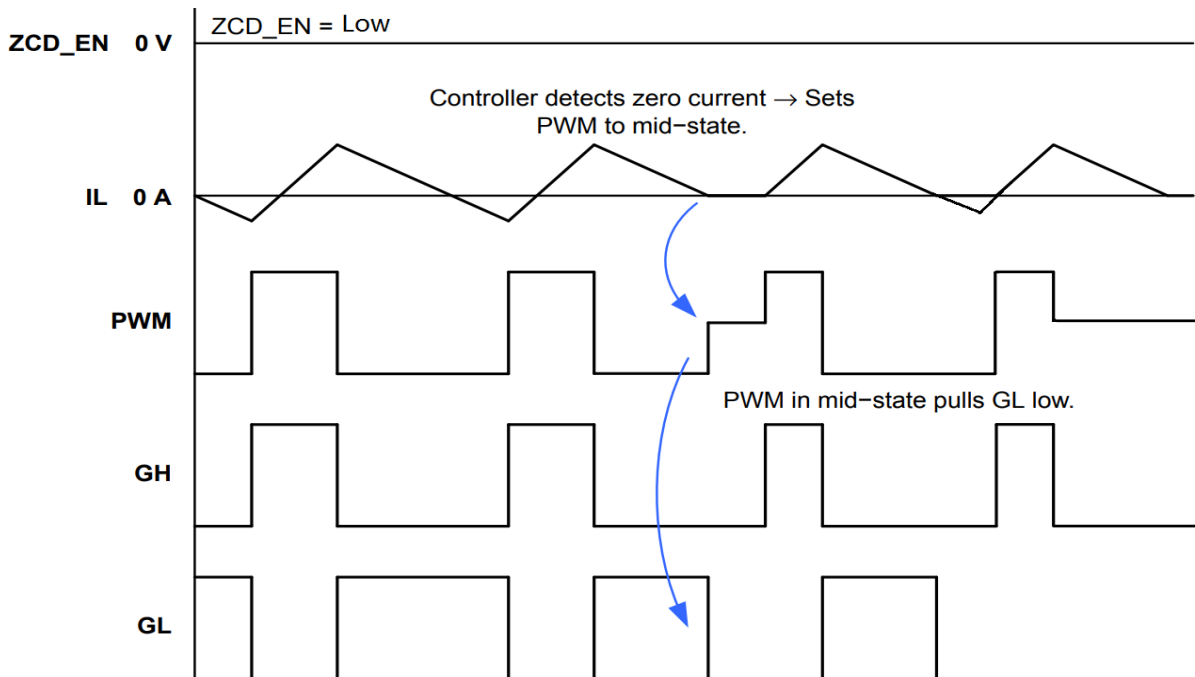 ZCD_EN = Low
ZCD_EN 0 V
Controller detects zero current → Sets
PWM to mid−state.
IL 0 A
PWM
PWM in mid−state pulls GL low.
GH
GL